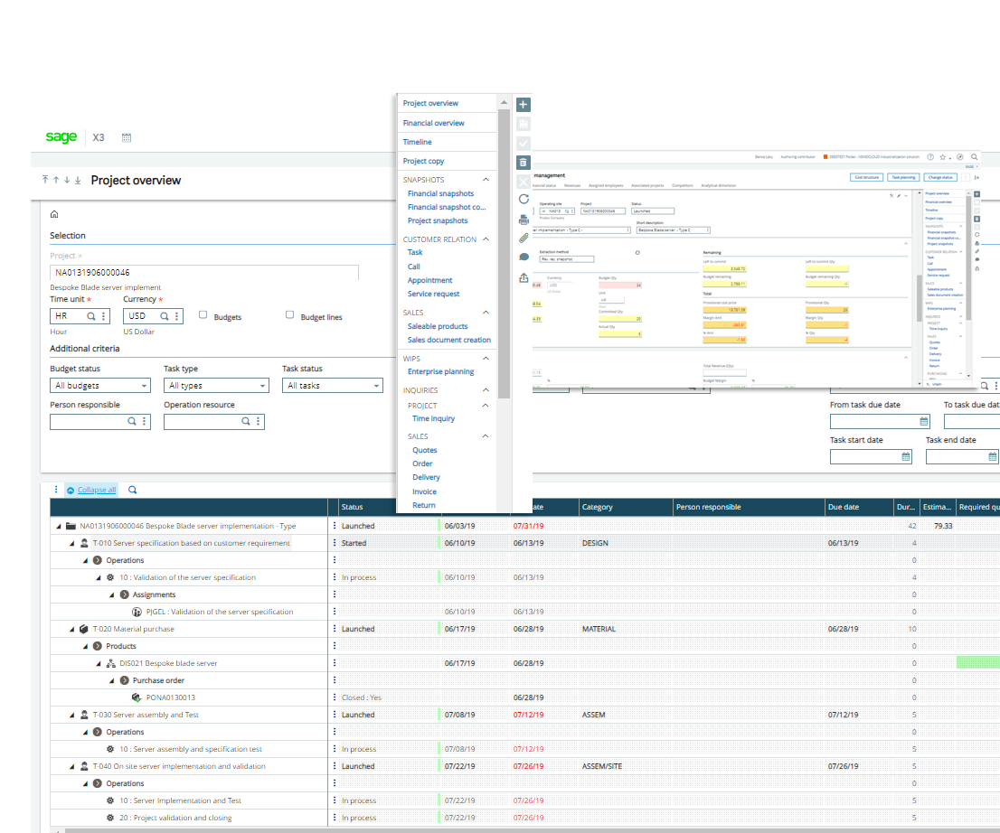 sage X3
Project overview
Selection
Project *
NA0131906000046
Bespoke Blade server implement
Time unit * Currency *
HR USD Budgets Budget lines
Hour US Dollar
Additional criteria
Budget status Task type Task status
All budgets All types All tasks
Person responsible Operation resource
Project overview
Financial overview
Timeline
Project copy
SNAPSHOTS
Financial snapshots
Financial snapshot co...
Project snapshots
CUSTOMER RELATION
Task
Call
Appointment
Service request
SALES
Saleable products
Sales document creation
WIPS
Enterprise planning
INQUIRIES
PROJECT
Time inquiry
SALES
Quotes
Order
Delivery
Invoice
Return
management
Cost structure Task planning Change status
Revenues Assigned employees Associated projects Competitors Analytical dimension
Operating site Project Status
NA013 NA0131906000046 Launched
Project Company
Short description
er implementation - Type C - Bespoke Blade server - Type C
Extraction method
Remaining
Left to commit Left to commit Qty
Budget remaining Budget remaining Qty
Total
Provisional cost price Provisional Qty
Margin Amt Margin Qty
% Amt % Qty
Currency Budget Qty
USD 24
US Dollar Unit
Committed Qty
Actual Qty
Total Revenue (Qty)
Budget Margin %
From task due date To task due dat
Task start date Task end date
Collapse all
Status ate Category Person responsible Due date Dur... Estima... Required qu
NA0131906000046 Bespoke Blade server implementation - Type Launched 06/03/19 07/31/19 42 79.33
T-010 Server specification based on customer requirement Started 06/10/19 06/13/19 DESIGN 06/13/19 4
Operations 0
10 : Validation of the server specification In process 06/10/19 06/13/19 4
Assignments 0
PJGEL : Validation of the server specification 06/10/19 06/13/19 0
T-020 Material purchase Launched 06/17/19 06/28/19 MATERIAL 06/28/19 10
Products 0
DIS021 Bespoke blade server 06/17/19 06/28/19 0
Purchase order 0
PONA0130013 Closed : Yes 06/28/19 0
T-030 Server assembly and Test Launched 07/08/19 07/12/19 ASSEM 07/12/19 5
Operations 0
10 : Server assembly and specification test In process 07/08/19 07/12/19 5
T-040 On site server implementation and validation Launched 07/22/19 07/26/19 ASSEM/SITE 07/26/19 5
Operations 0
10 : Server Implementation and Test In process 07/22/19 07/26/19 5
20 : Project validation and closing In process 07/22/19 07/26/19 5